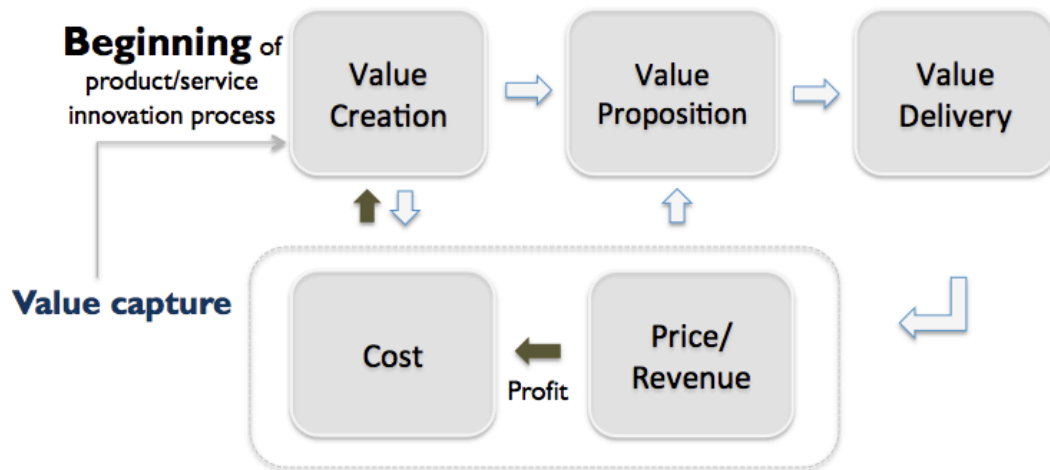 Beginning of
product/service
innovation process
Value
Creation
Value
Proposition
Value
Delivery
Value capture
Cost
Profit
Price/
Revenue